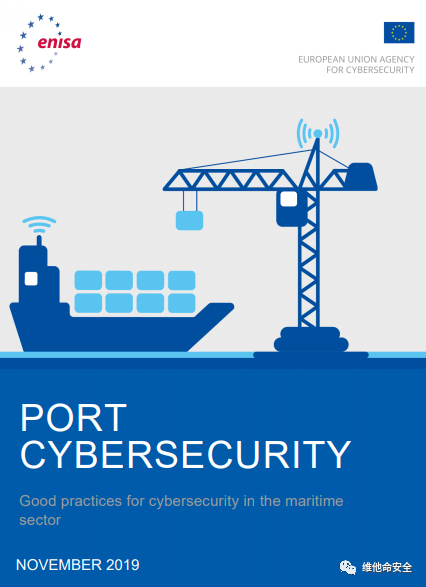 enisa
EUROPEAN UNION AGENCY
FOR CYBERSECURITY
PORT
CYBERSECURITY
Good practices for cybersecurity in the maritime
sector
NOVEMBER 2019
维他命安全